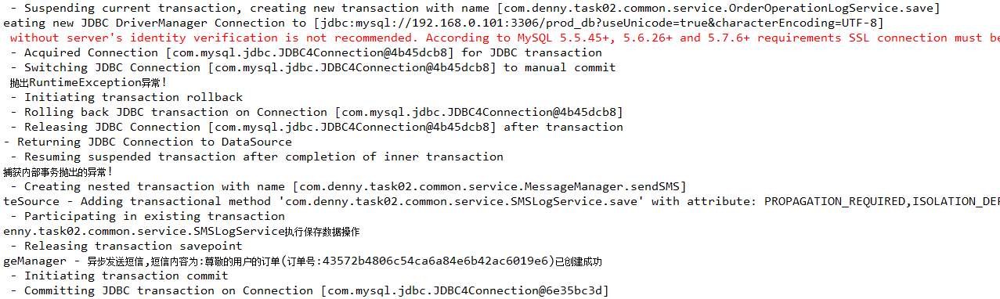 - Suspending current transaction, creating new transaction with name [com.denny.task02.common.service.OrderOperationLogService.save]
eating new JDBC DriverManager Connection to [jdbc:mysql://192.168.0.101:3306/prod_db?useUnicode=true&characterEncoding=UTF-8]
without server's identity verification is not recommended. According to MySQL 5.5.45+, 5.6.26+ and 5.7.6+ requirements SSL connection must be
- Acquired Connection [com.mysql.jdbc.JDBC4Connection@4b45dcb8] for JDBC transaction
- Switching JDBC Connection [com.mysql.jdbc.JDBC4Connection@4b45dcb8] to manual commit
抛出RuntimeException异常!
- Initiating transaction rollback
- Rolling back JDBC transaction on Connection [com.mysql.jdbc.JDBC4Connection@4b45dcb8]
- Releasing JDBC Connection [com.mysql.jdbc.JDBC4Connection@4b45dcb8] after transaction
- Returning JDBC Connection to DataSource
- Resuming suspended transaction after completion of inner transaction
捕获内部事务抛出的异常!
- Creating nested transaction with name [com.denny.task02.common.service.MessageManager.sendSMS]
teSource - Adding transactional method 'com.denny.task02.common.service.SMSLogService.save' with attribute: PROPAGATION_REQUIRED,ISOLATION_DEF
- Participating in existing transaction
enny.task02.common.service.SMSLogService执行保存数据操作
- Releasing transaction savepoint
geManager - 异步发送短信,短信内容为:尊敬的用户的订单(订单号:43572b4806c54ca6a84e6b42ac6019e6)已创建成功
- Initiating transaction commit
- Committing JDBC transaction on Connection [com.mysql.jdbc.JDBC4Connection@6e35bc3d]